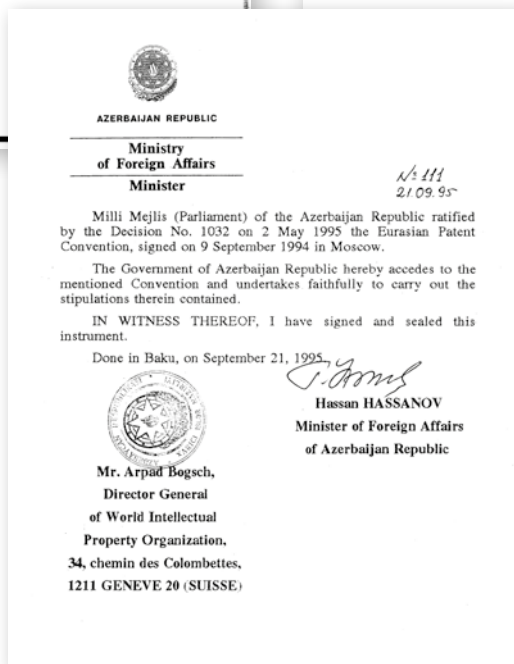 AZERBAIJAN REPUBLIC
Ministry
of Foreign Affairs
Minister
№ 111
21.09.95
Milli Mejlis (Parliament) of the Azerbaijan Republic ratified
by the Decision No. 1032 on 2 May 1995 the Eurasian Patent
Convention, signed on 9 September 1994 in Moscow.
The Government of Azerbaijan Republic hereby accedes to the
mentioned Convention and undertakes faithfully to carry out the
stipulations therein contained.
IN WITNESS THEREOF, I have signed and sealed this
instrument.
Done in Baku, on September 21, 1995
Hassan HASSANOV
Minister of Foreign Affairs
of Azerbaijan Republic
Mr. Arpad Bogsch,
Director General
of World Intellectual
Property Organization,
34, chemin des Colombettes,
1211 GENEVE 20 (SUISSE)